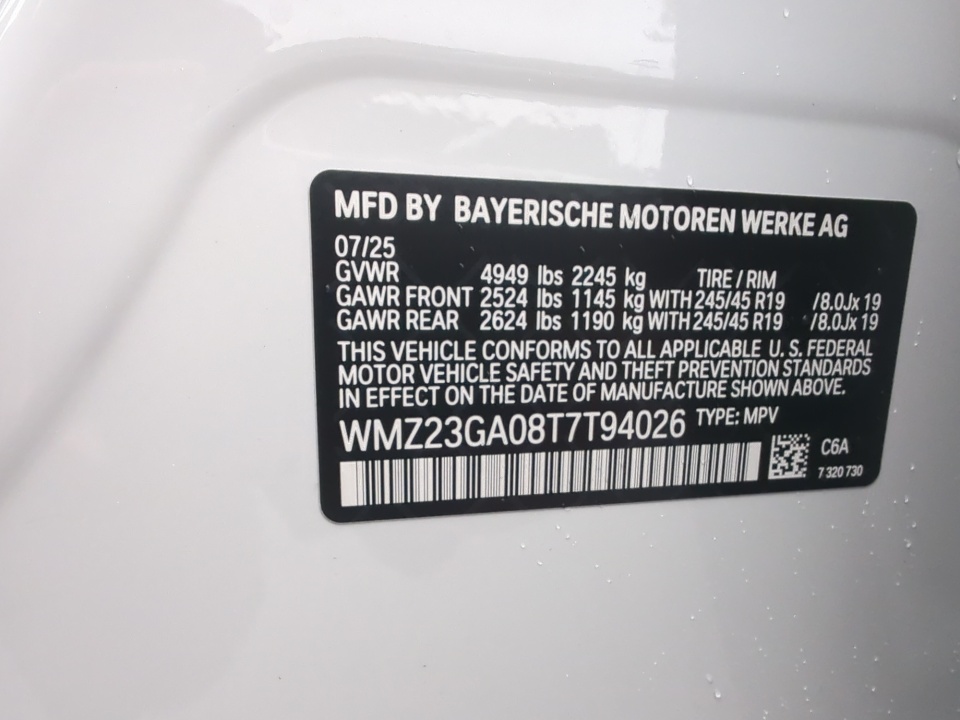 MFD BY BAYERISCHE MOTOREN WERKE AG
07/25
GVWR 4949 lbs 2245 kg TIRE / RIM
GAWR FRONT 2524 lbs 1145 kg WITH 245/45 R19 /8.0Jx 19
GAWR REAR 2624 lbs 1190 kg WITH 245/45 R19 /8.0Jx 19
THIS VEHICLE CONFORMS TO ALL APPLICABLE U. S. FEDERAL
MOTOR VEHICLE SAFETY AND THEFT PREVENTION STANDARDS
IN EFFECT ON THE DATE OF MANUFACTURE SHOWN ABOVE.
WMZ23GA08T7T94026 TYPE: MPV
C6A
7 320 730